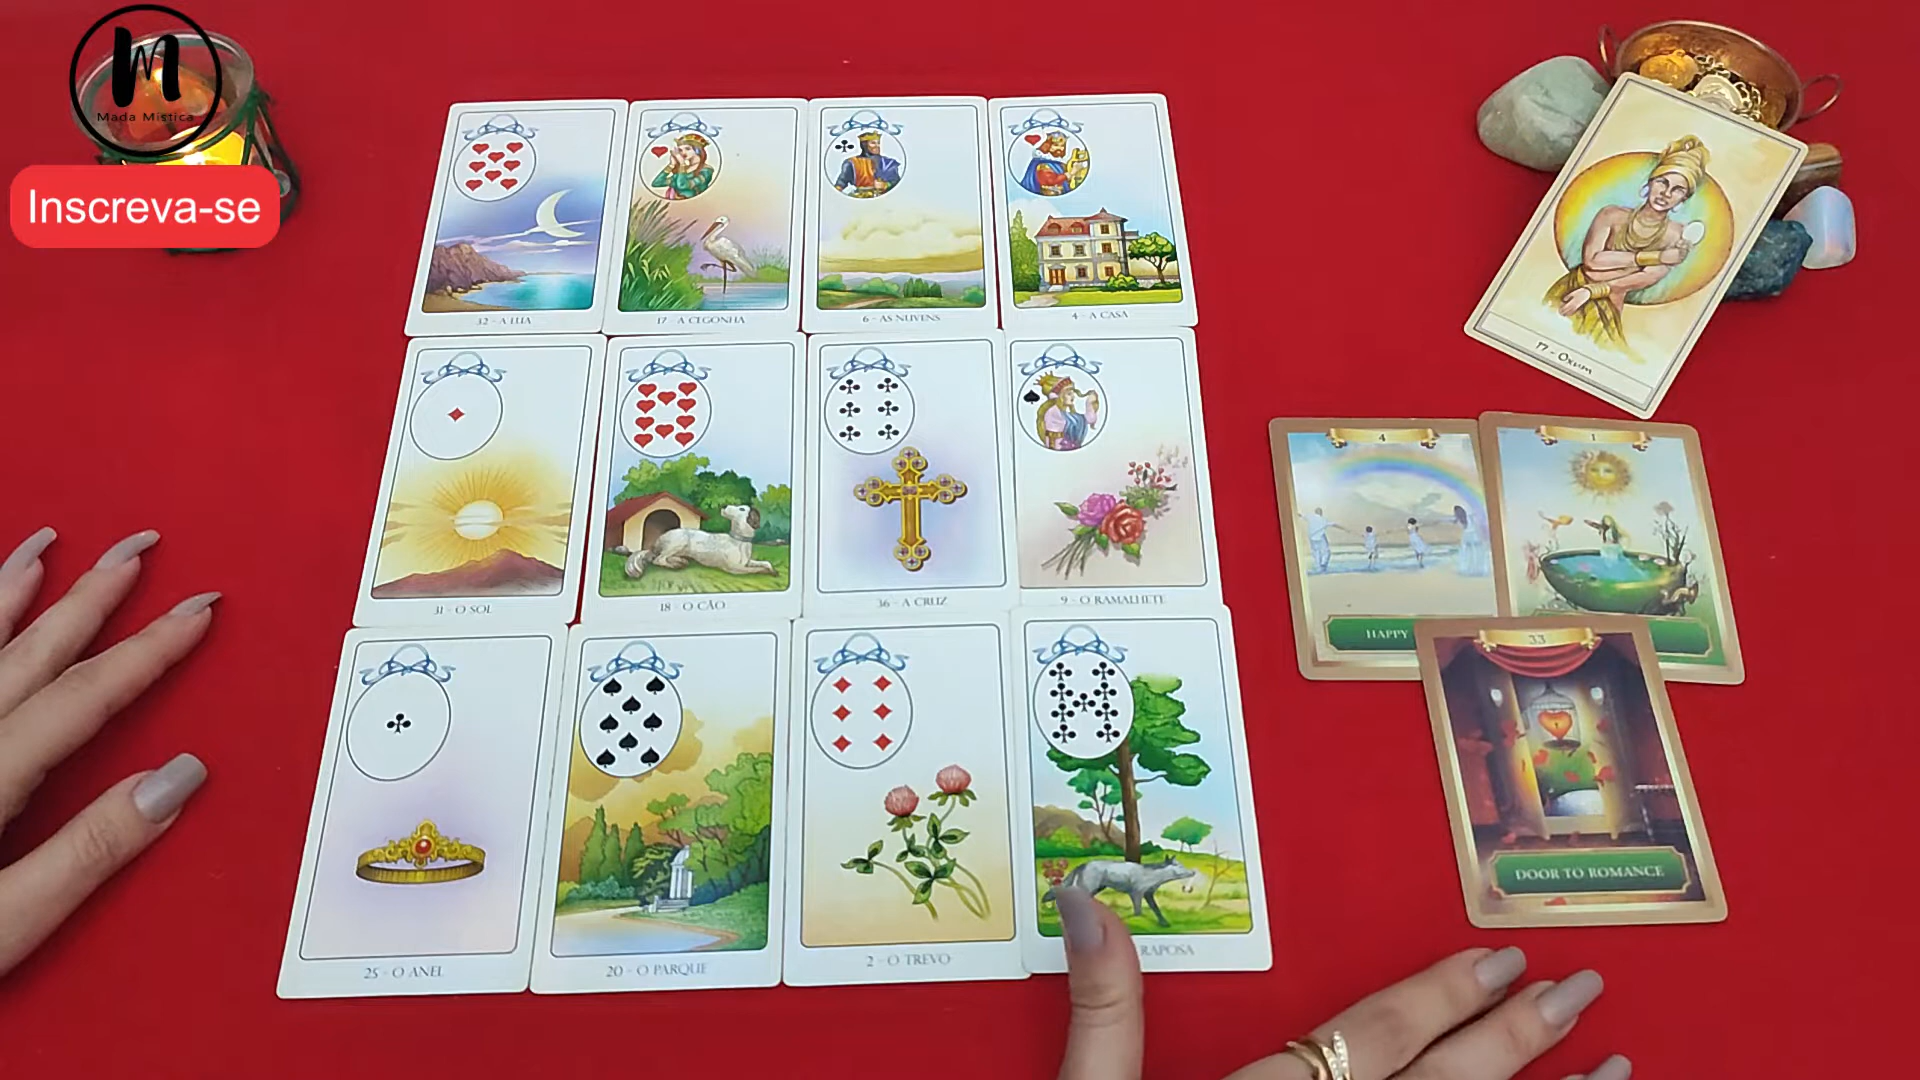 M
Mada Mistica
Inscreva-se
32 - A LUA
17 - A CEGONHA
6 - AS NUVENS
4 - A CASA
17 - Oxum
31 - O SOL
18 - O CÃO
36 - A CRUZ
9 - O RAMALHETE
4
1
HAPPY
25 - O ANEL
20 - O PARQUE
2 - O TREVO
RAPOSA
33
DOOR TO ROMANCE